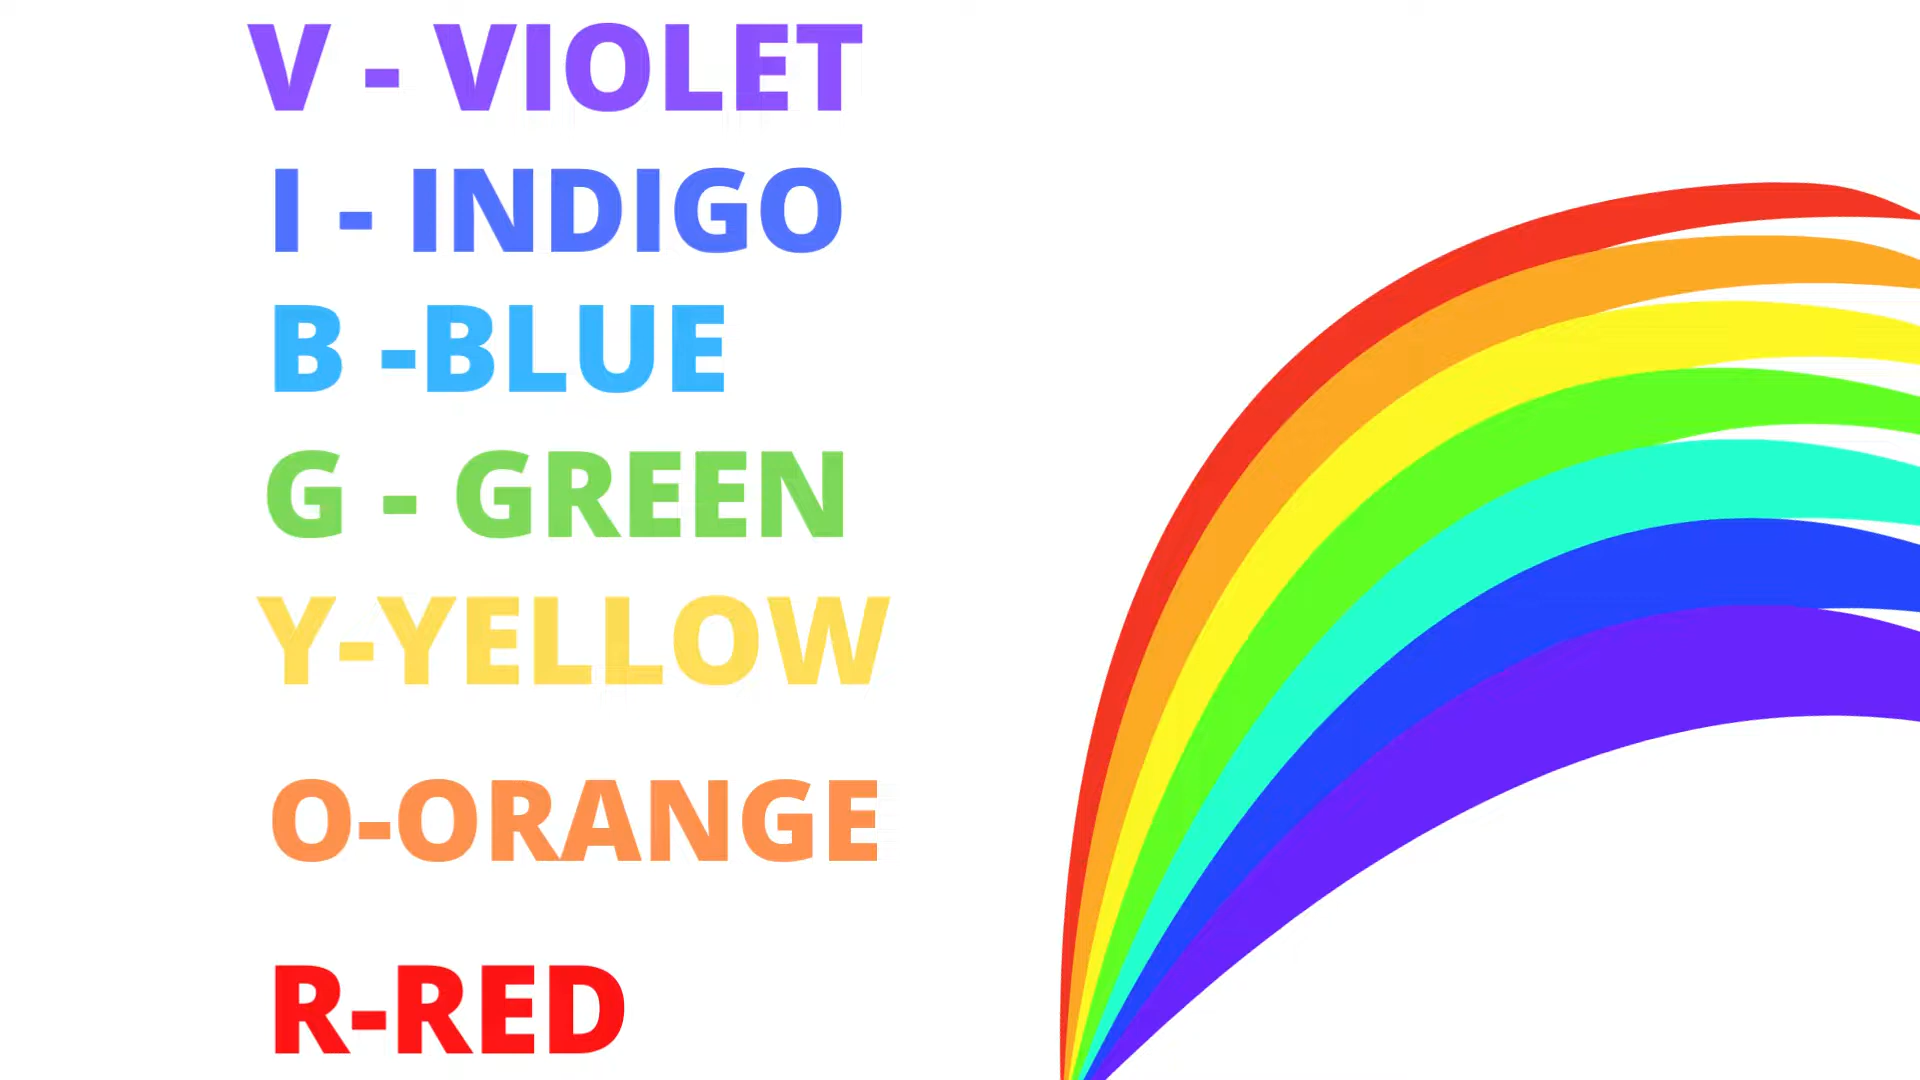 V - VIOLET
I - INDIGO
B -BLUE
G - GREEN
Y-YELLOW
O-ORANGE
R-RED